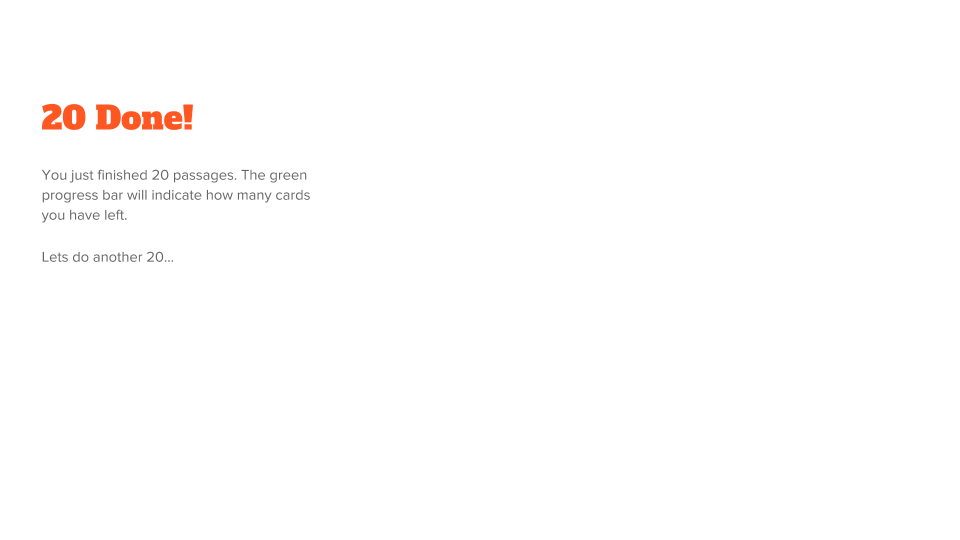 20 Done!
You just finished 20 passages. The green
progress bar will indicate how many cards
you have left.
Lets do another 20...